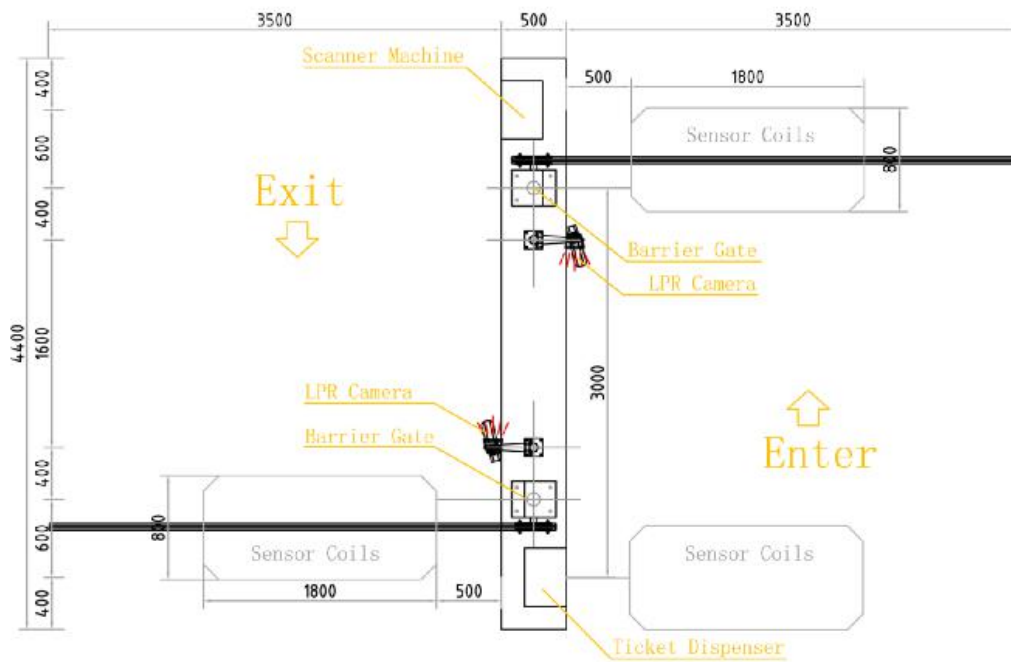 3500
500
3500
Scanner Machine
400
500
1800
Sensor Coils
600
800
Exit
400
Barrier Gate
LPR Camera
4400
1600
3000
LPR Camera
Barrier Gate
Enter
400
800
600
Sensor Coils
Sensor Coils
1800
500
400
Ticket Dispenser